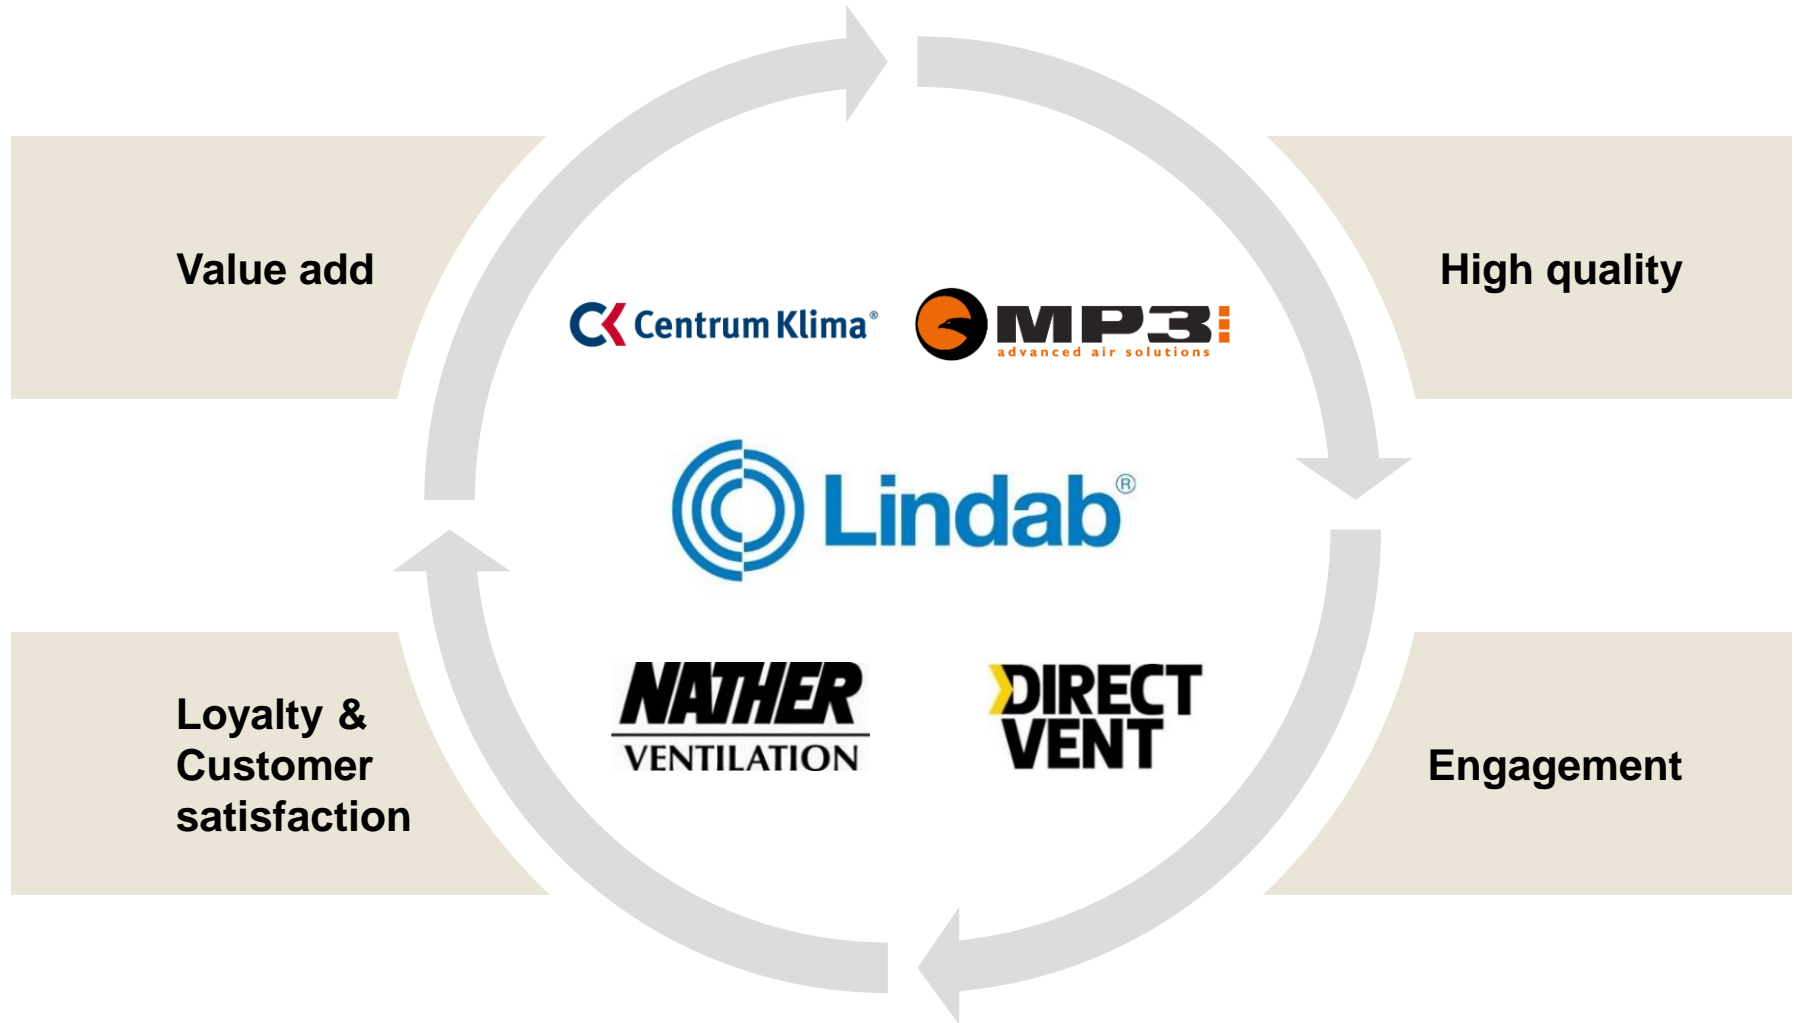 Value add
High quality
CK Centrum Klima®
MP3
advanced air solutions
Lindab®
NATHER
VENTILATION
DIRECT
VENT
Loyalty &
Customer
satisfaction
Engagement